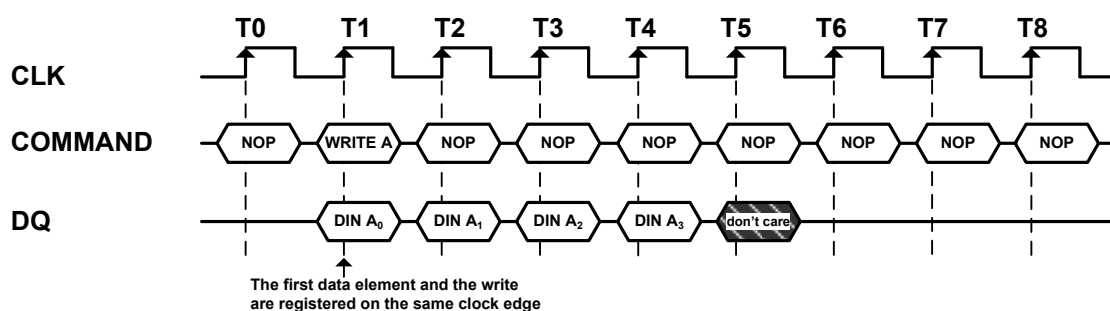 T0 T1 T2 T3 T4 T5 T6 T7 T8
CLK
COMMAND NOP WRITE A NOP NOP NOP NOP NOP NOP NOP
DQ DIN A₀ DIN A₁ DIN A₂ DIN A₃ don't care
The first data element and the write
are registered on the same clock edge